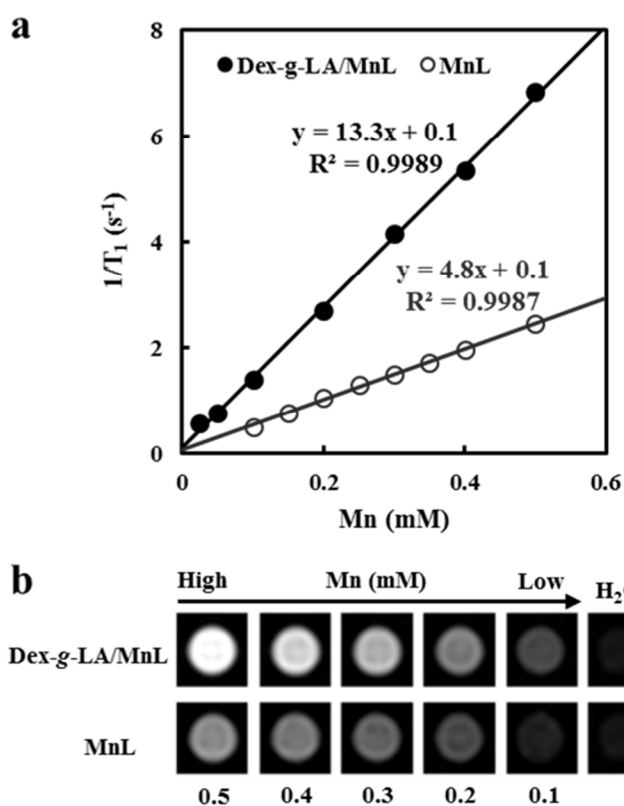 a
8
6
4
2
0
1/T₁ (s⁻¹)
Dex-g-LA/MnL MnL
y = 13.3x + 0.1
R² = 0.9989
y = 4.8x + 0.1
R² = 0.9987
0 0.2 0.4 0.6
Mn (mM)
b
High Mn (mM) Low H₂
Dex-g-LA/MnL
MnL
0.5 0.4 0.3 0.2 0.1